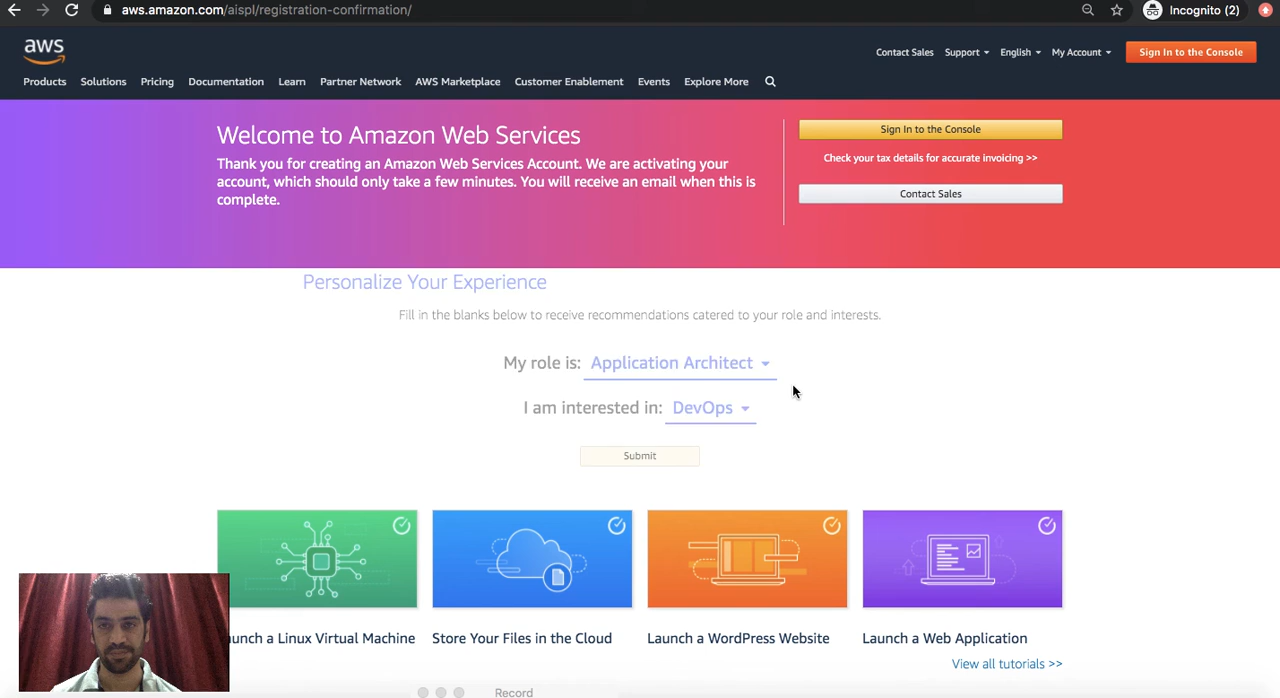 aws.amazon.com/aispl/registration-confirmation/
Incognito (2)
aws
Contact Sales Support English My Account Sign In to the Console
Products Solutions Pricing Documentation Learn Partner Network AWS Marketplace Customer Enablement Events Explore More
Welcome to Amazon Web Services
Thank you for creating an Amazon Web Services Account. We are activating your
account, which should only take a few minutes. You will receive an email when this is
complete.
Sign In to the Console
Check your tax details for accurate invoicing >>
Contact Sales
Personalize Your Experience
Fill in the blanks below to receive recommendations catered to your role and interests.
My role is: Application Architect
I am interested in: DevOps
Submit
unch a Linux Virtual Machine
Store Your Files in the Cloud
Launch a WordPress Website
Launch a Web Application
View all tutorials >>
Record